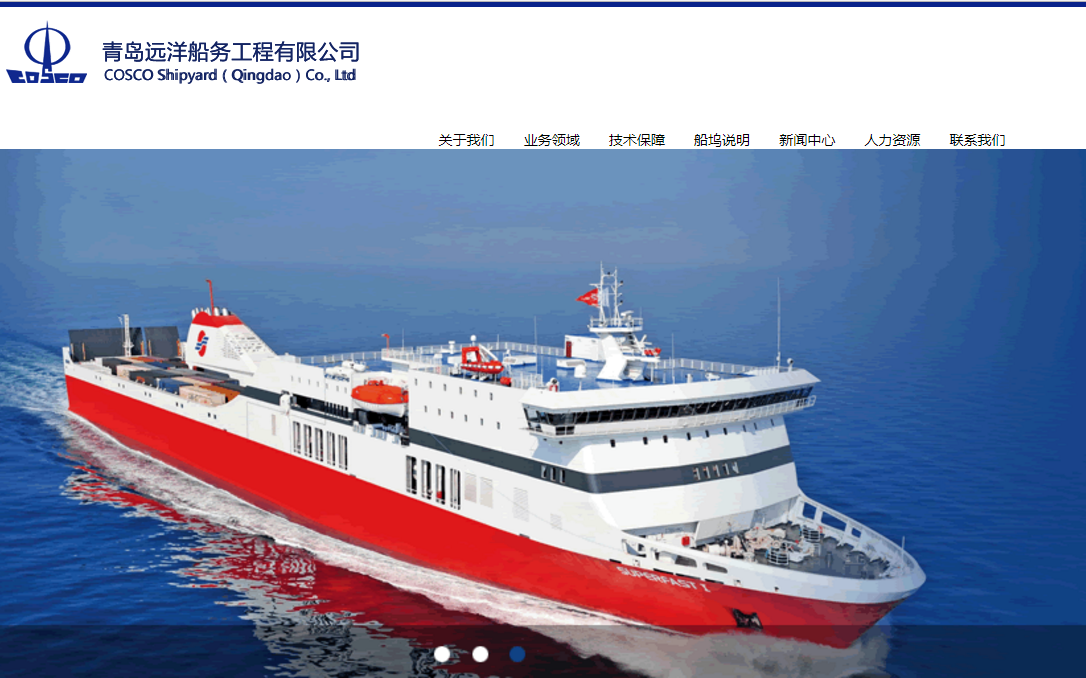 COSCO
青岛远洋船务工程有限公司
COSCO Shipyard ( Qingdao ) Co., Ltd
关于我们 业务领域 技术保障 船坞说明 新闻中心 人力资源 联系我们
SUPERFAST I